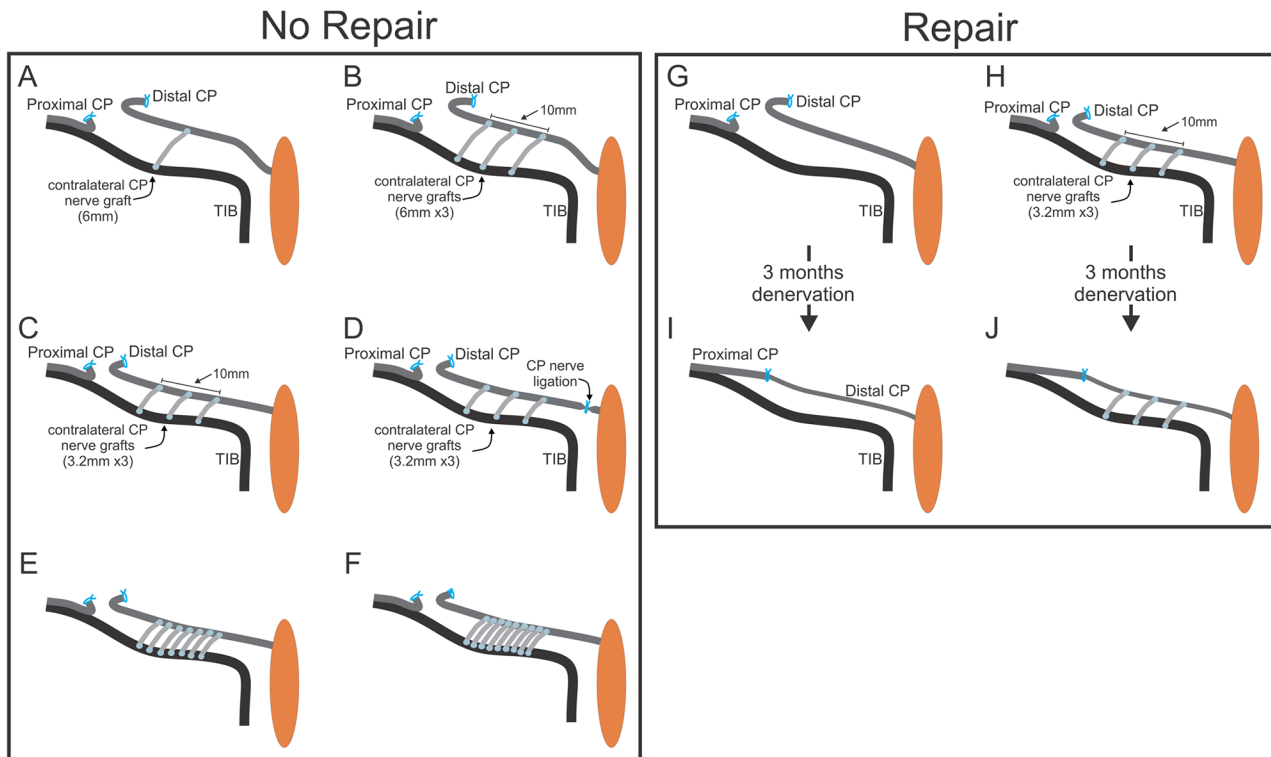 No Repair
Repair
A
Proximal CP
Distal CP
contralateral CP
nerve graft
(6mm)
TIB
B
Proximal CP
Distal CP
10mm
contralateral CP
nerve grafts
(6mm x3)
TIB
C
Proximal CP
Distal CP
10mm
contralateral CP
nerve grafts
(3.2mm x3)
TIB
D
Proximal CP
Distal CP
CP nerve
ligation
contralateral CP
nerve grafts
(3.2mm x3)
TIB
E
F
G
Distal CP
TIB
3 months
denervation
H
Proximal CP
Distal CP
10mm
contralateral CP
nerve grafts
(3.2mm x3)
TIB
3 months
denervation
I
Proximal CP
Distal CP
TIB
J